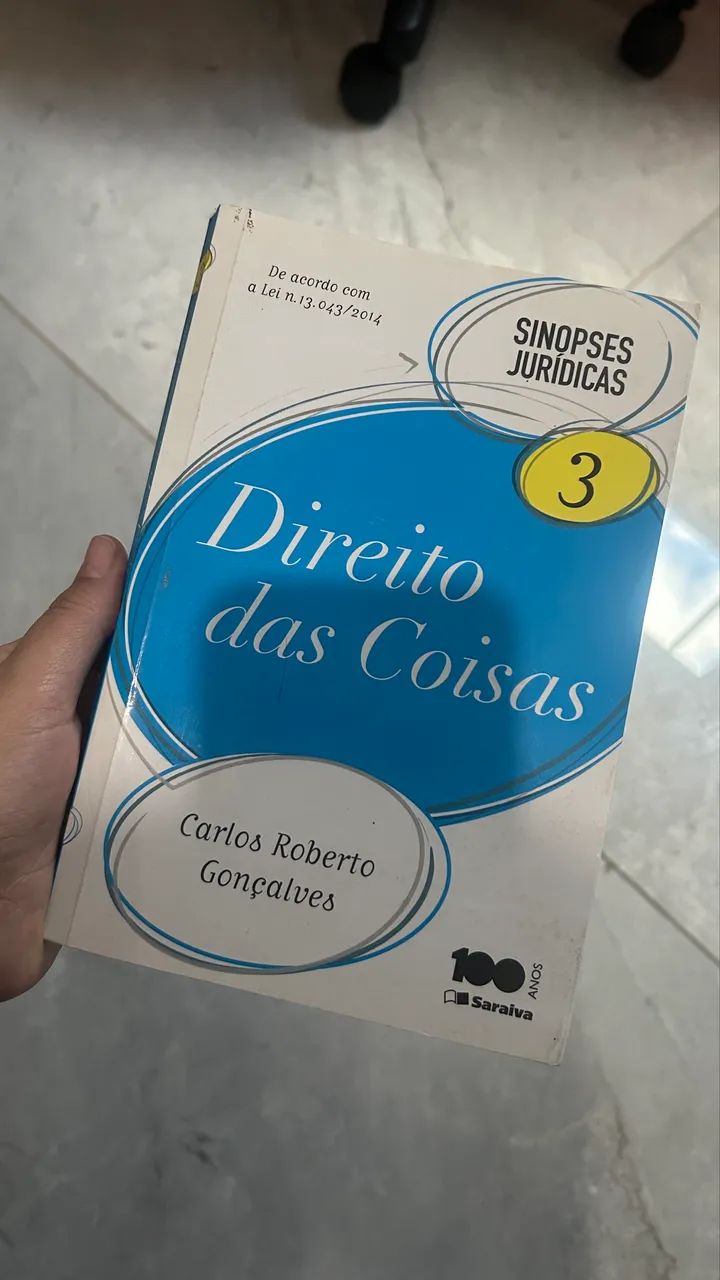 De acordo com
a Lei n.13.043/2014
SINOPSES
JURÍDICAS
3
Direito
das Coisas
Carlos Roberto
Gonçalves
100 ANOS
Saraiva